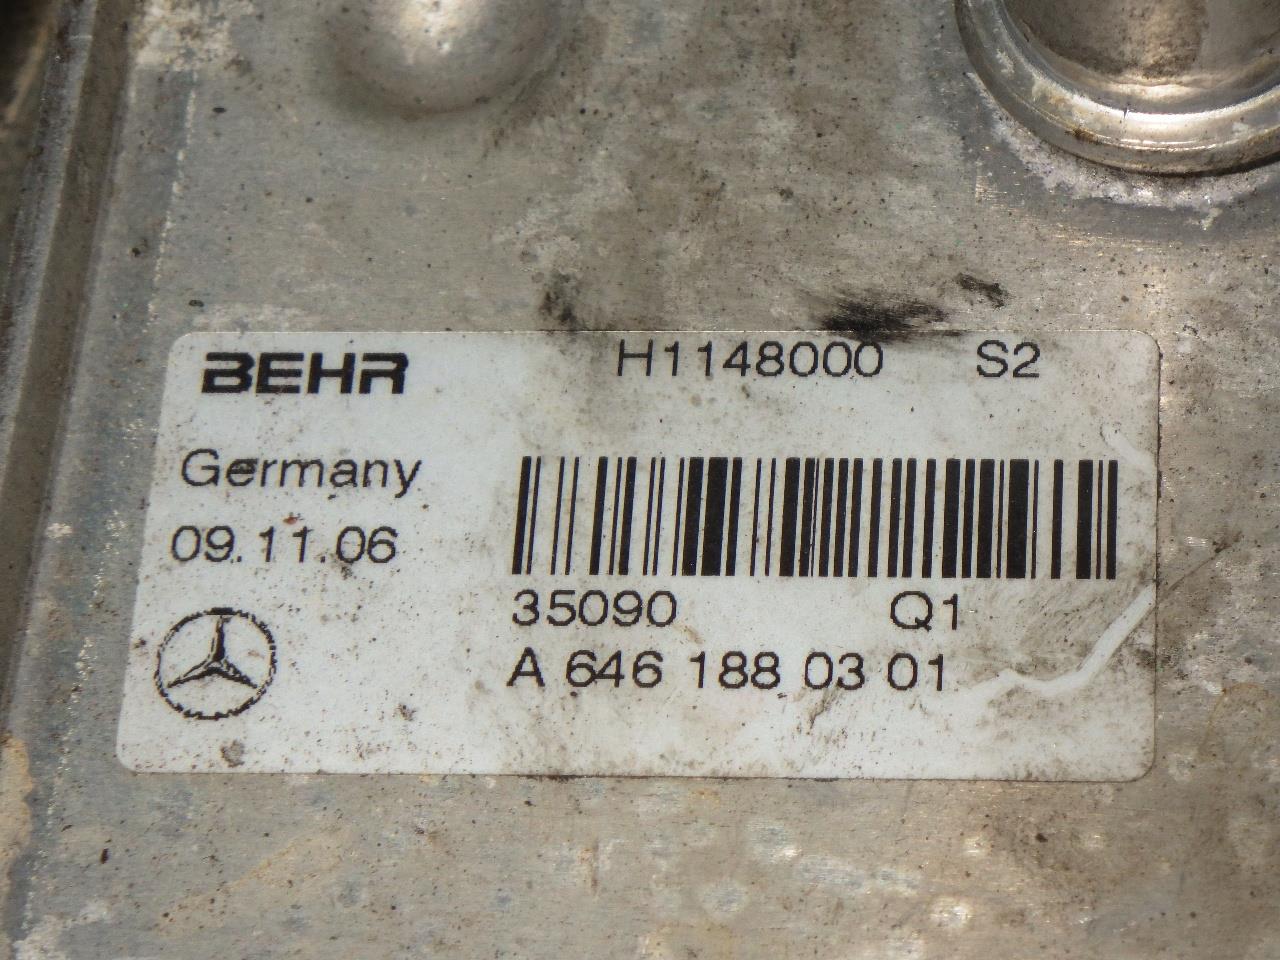 BEHR H1148000 S2
Germany
09.11.06
35090 Q1
A 646 188 03 01